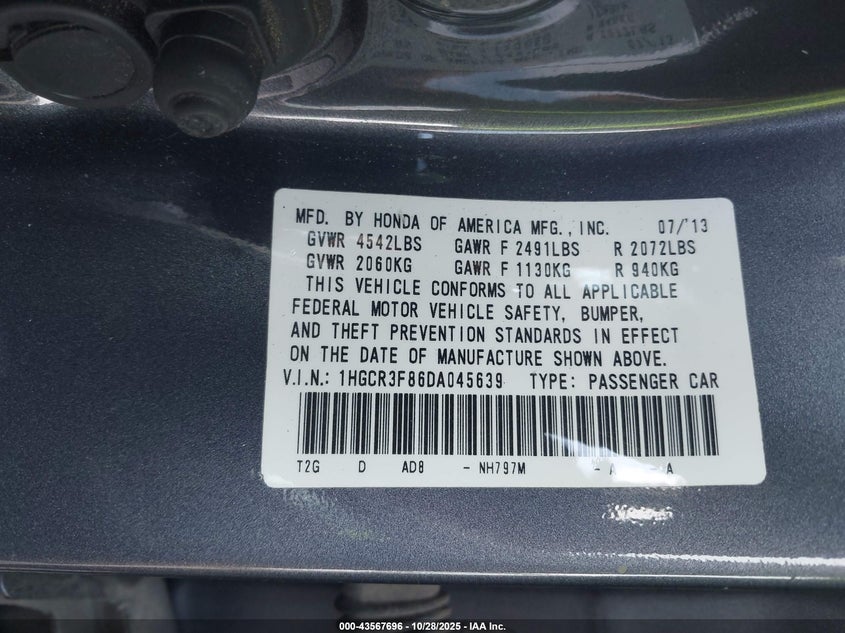 MFD. BY HONDA OF AMERICA MFG., INC. 07/'13
GVWR 4542LBS GAWR F 2491LBS R 2072LBS
GVWR 2060KG GAWR F 1130KG R 940KG
THIS VEHICLE CONFORMS TO ALL APPLICABLE
FEDERAL MOTOR VEHICLE SAFETY, BUMPER,
AND THEFT PREVENTION STANDARDS IN EFFECT
ON THE DATE OF MANUFACTURE SHOWN ABOVE.
V.I.N.: 1HGCR3F86DA045639 TYPE: PASSENGER CAR
T2G D AD8 - NH797M - A A
000-43567696 - 10/28/2025 - IAA Inc.